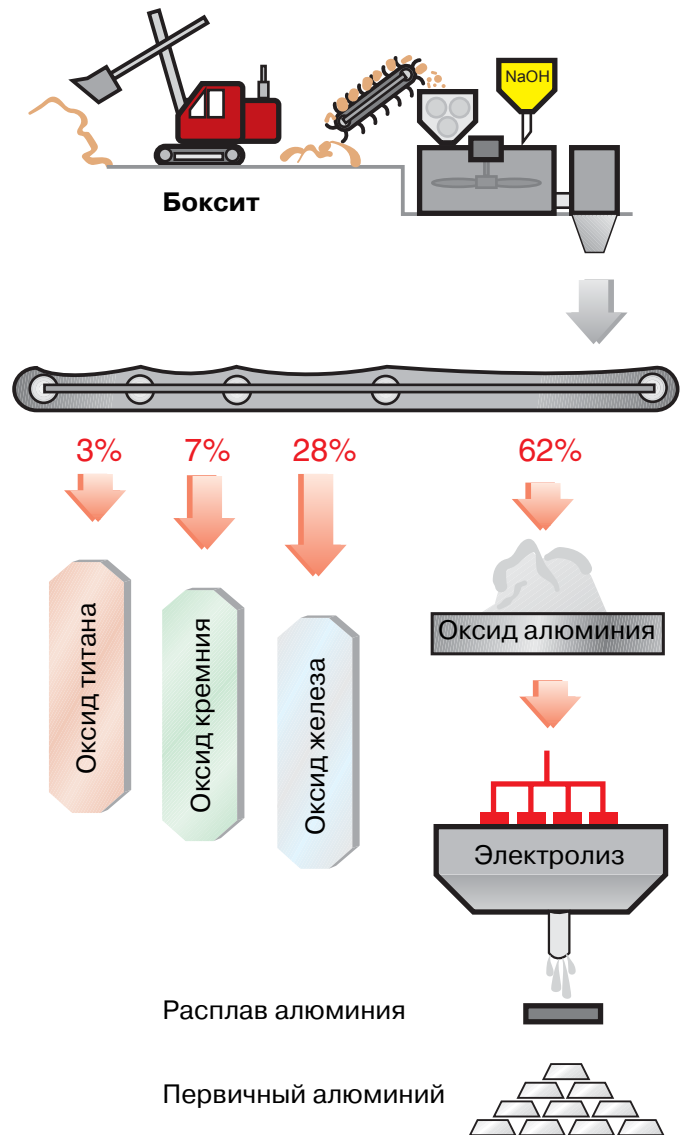 NaOH
Боксит
3%
7%
28%
62%
Оксид титана
Оксид кремния
Оксид железа
Оксид алюминия
Электролиз
Расплав алюминия
Первичный алюминий